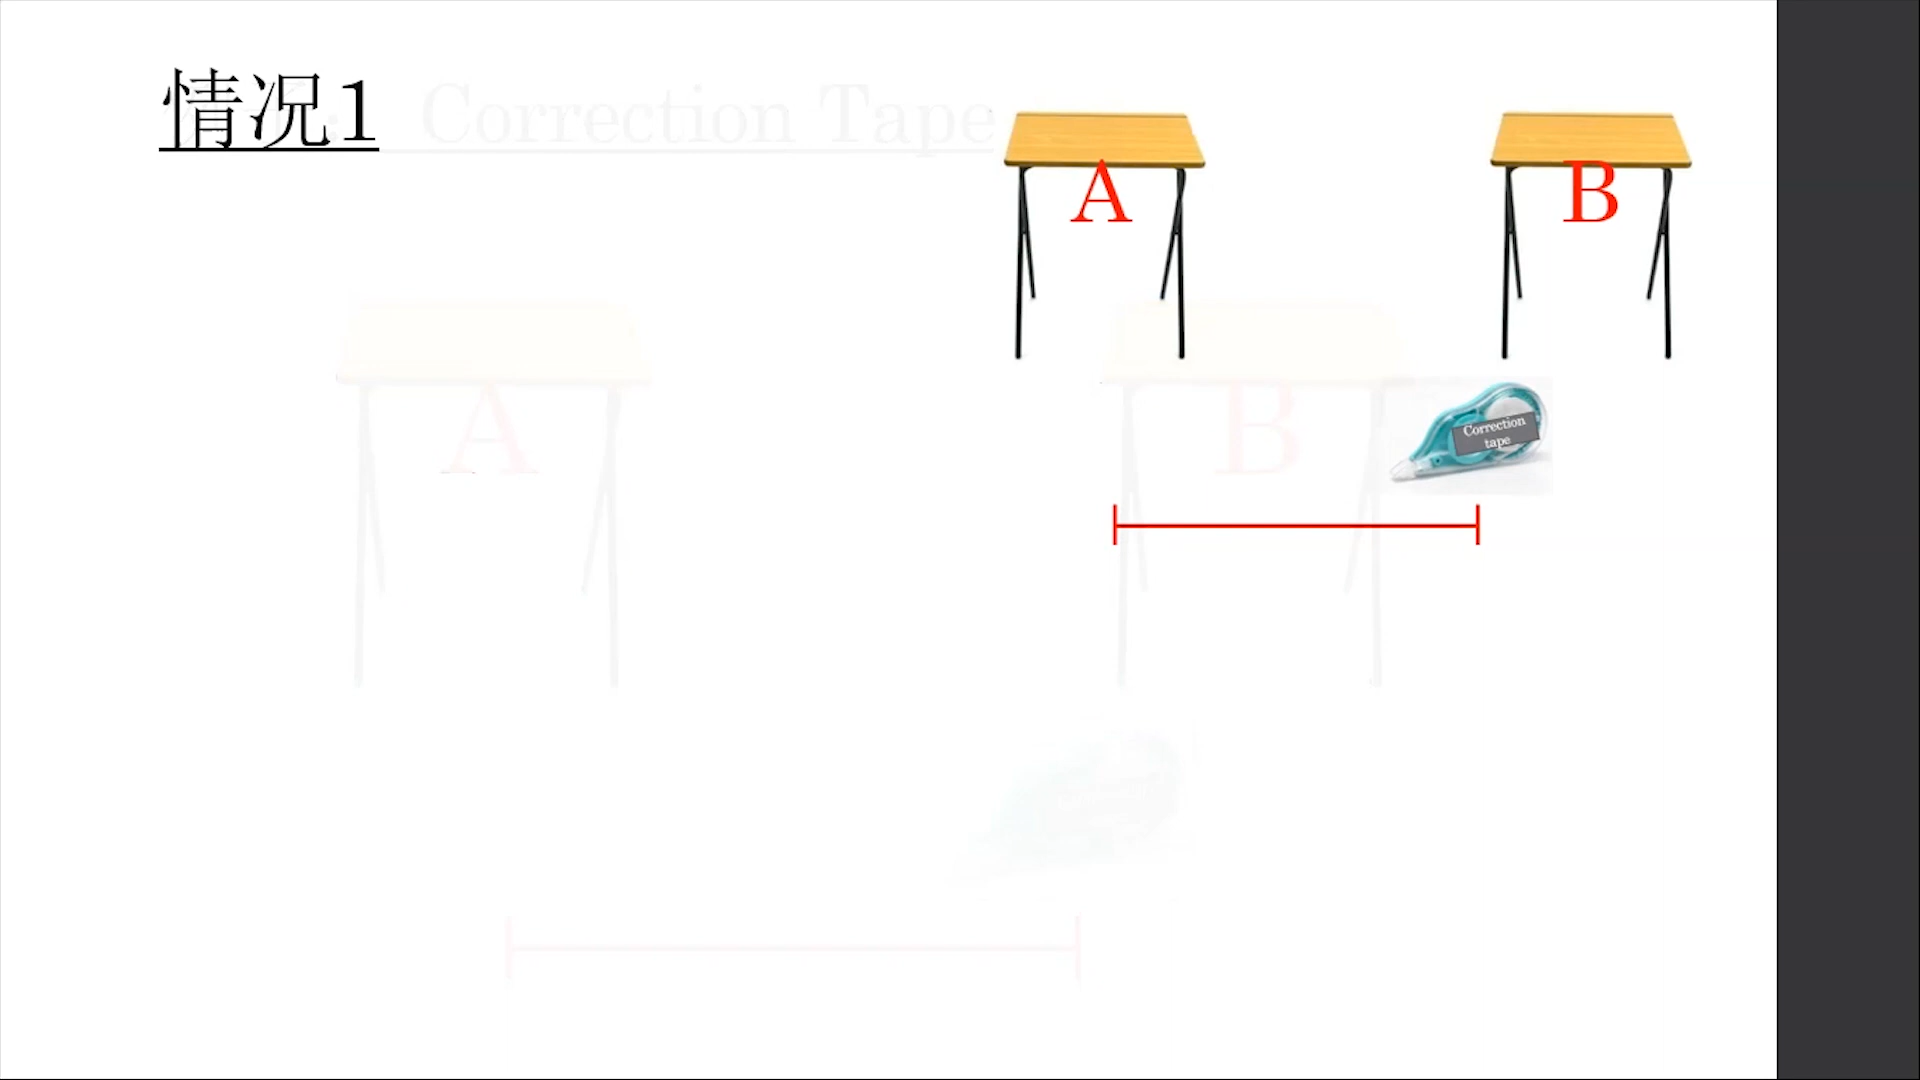 情况1
Correction Tape
A
B
Correction
tape
A
B